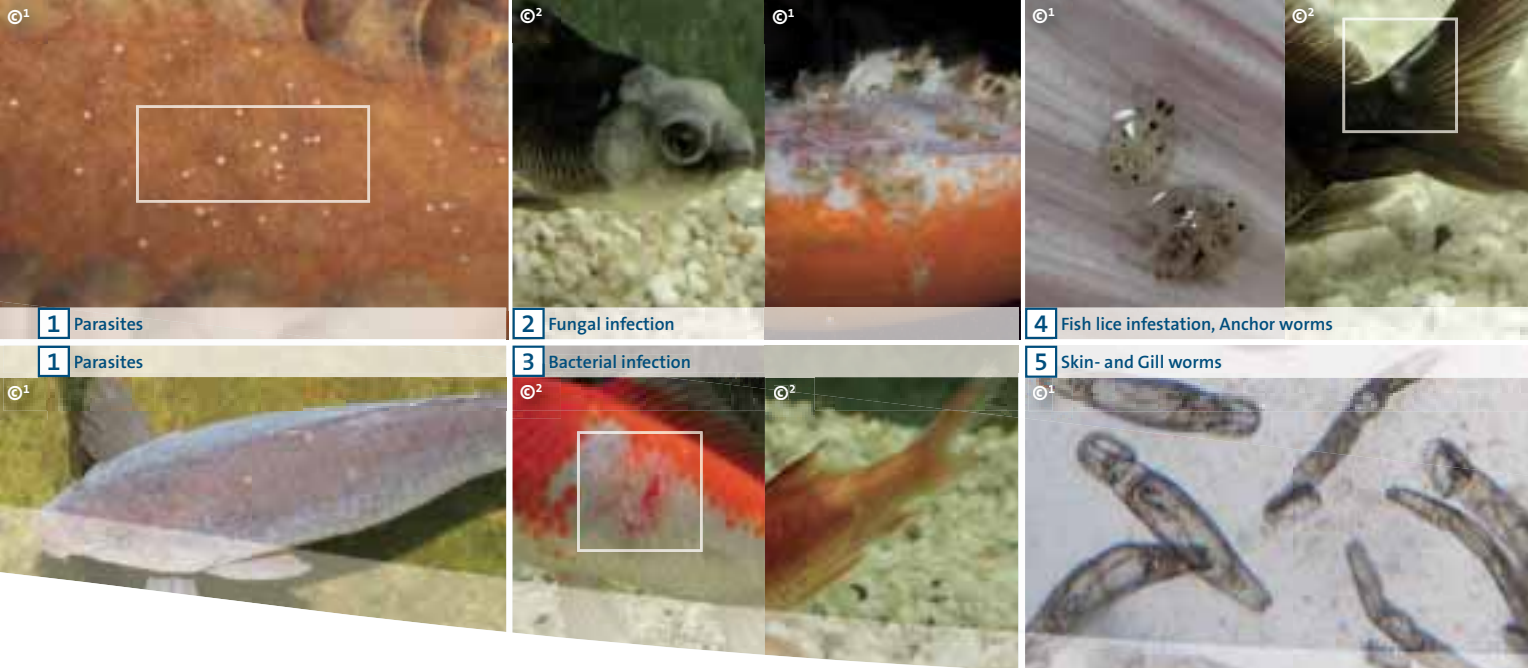 ©1
©2
©1
©1
©2
1 Parasites
2 Fungal infection
4 Fish lice infestation, Anchor worms
1 Parasites
3 Bacterial infection
5 Skin- and Gill worms
©1
©2
©2
©1